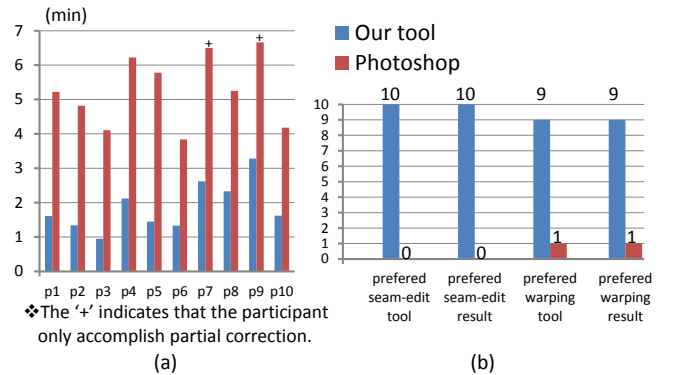 (min)
7
6
5
4
3
2
1
0
+
+
p1 p2 p3 p4 p5 p6 p7 p8 p9 p10
❖The '+' indicates that the participant
only accomplish partial correction.
(a)
Our tool
Photoshop
10 10 9 9
10
9
8
7
6
5
4
3
2
1
0
0 0 1 1
prefered
seam-edit
tool
prefered
seam-edit
result
prefered
warping
tool
prefered
warping
result
(b)